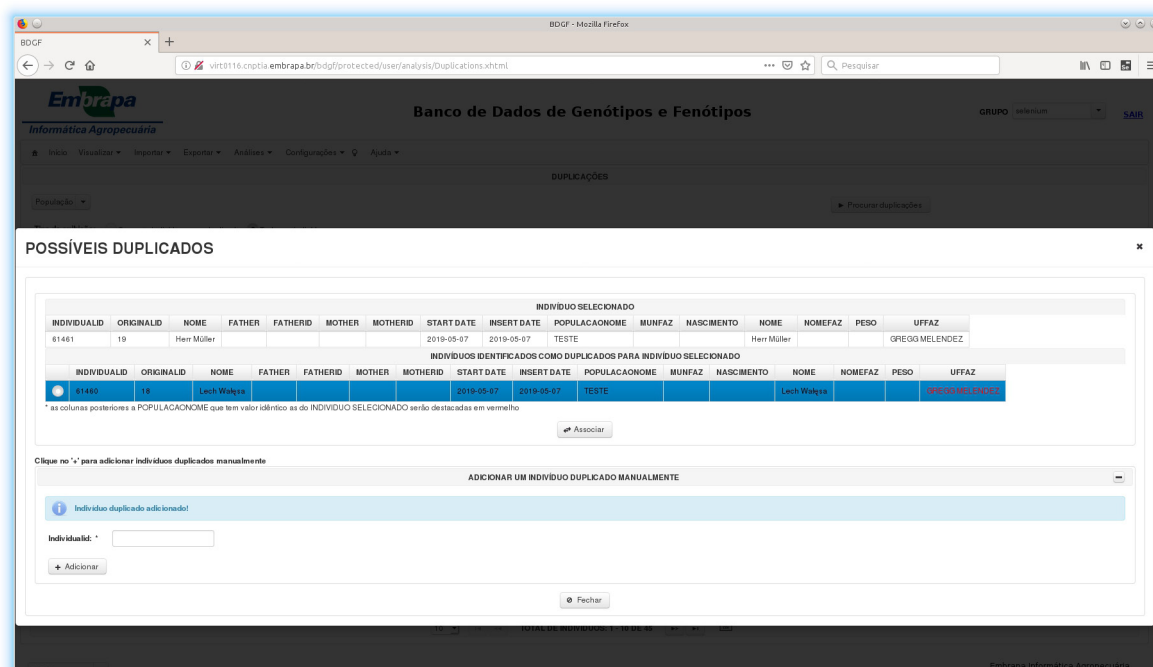 BDGF - Mozilla Firefox
BDGF × +
virt0116.cnptia.embrapa.br/bdgf/protected/user/analysis/Duplications.xhtml ··· Pesquisar
Embrapa
Informática Agropecuária
Banco de Dados de Genótipos e Fenótipos
GRUPO selenium SAIR
Início Visualizar Importar Exportar Análises Configurações Ajuda
DUPLICAÇÕES
População Procurar duplicações
POSSÍVEIS DUPLICADOS
INDIVÍDUO SELECIONADO
INDIVIDUALID ORIGINALID NOME FATHER FATHERID MOTHER MOTHERID START DATE INSERT DATE POPULACAONOME MUNFAZ NASCIMENTO NOME NOMEFAZ PESO UFFAZ
61461 19 Herr Müller 2019-05-07 2019-05-07 TESTE Herr Müller GREGG MELENDEZ
INDIVÍDUOS IDENTIFICADOS COMO DUPLICADOS PARA INDIVÍDUO SELECIONADO
INDIVIDUALID ORIGINALID NOME FATHER FATHERID MOTHER MOTHERID START DATE INSERT DATE POPULACAONOME MUNFAZ NASCIMENTO NOME NOMEFAZ PESO UFFAZ
61460 18 Lech Wałęsa 2019-05-07 2019-05-07 TESTE Lech Wałęsa GREGG MELENDEZ
* as colunas posteriores a POPULACAONOME que tem valor idêntico as do INDIVIDUO SELECIONADO serão destacadas em vermelho
Associar
Clique no '+' para adicionar indivíduos duplicados manualmente
ADICIONAR UM INDIVÍDUO DUPLICADO MANUALMENTE
Indivíduo duplicado adicionado!
Individualid: *
+ Adicionar
Fechar
10 TOTAL DE INDIVIDUOS: 1 - 10 DE 45
Embrapa Informática Agropecuária